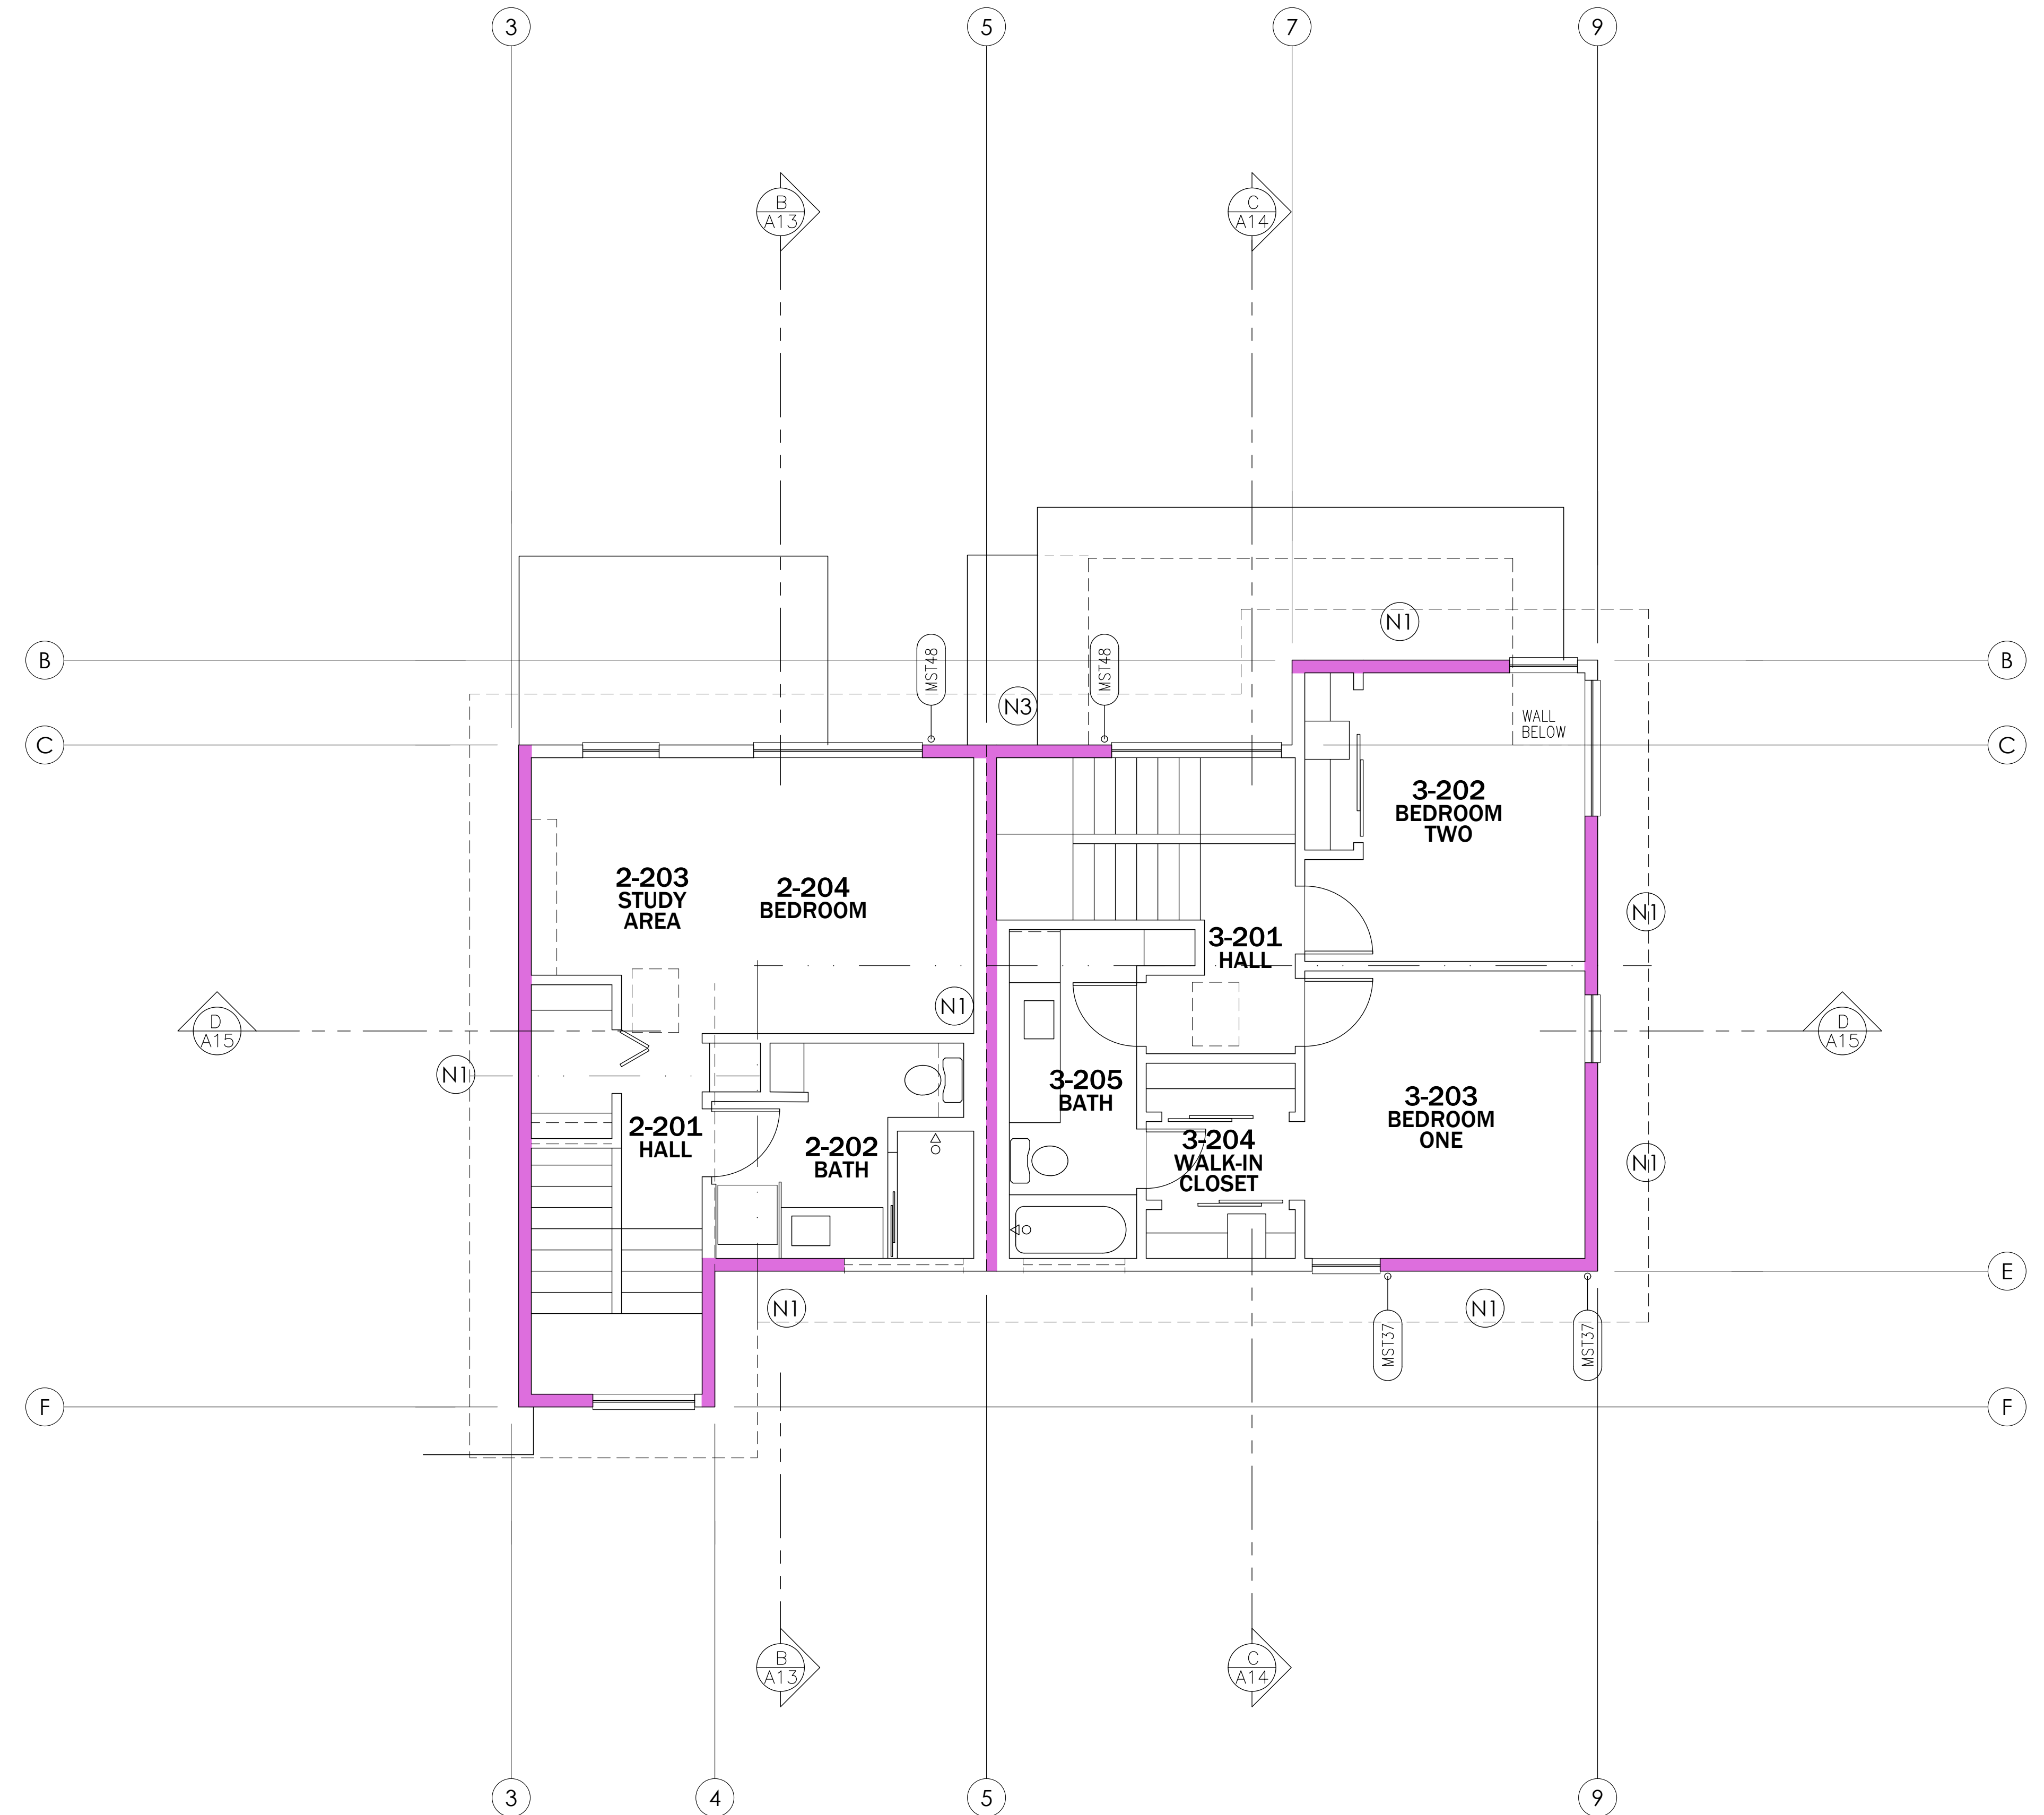 3
5
7
9
B
A13
C
A14
N1
B
MST48
MST48
B
N3
WALL
BELOW
C
C
3-202
BEDROOM
TWO
2-203
STUDY
AREA
2-204
BEDROOM
N1
3-201
HALL
N1
D
A15
D
A15
N1
3-205
BATH
3-203
BEDROOM
ONE
2-201
HALL
2-202
BATH
3-204
WALK-IN
CLOSET
N1
E
N1
N1
MST37
MST37
F
F
B
A13
C
A14
3
4
5
9